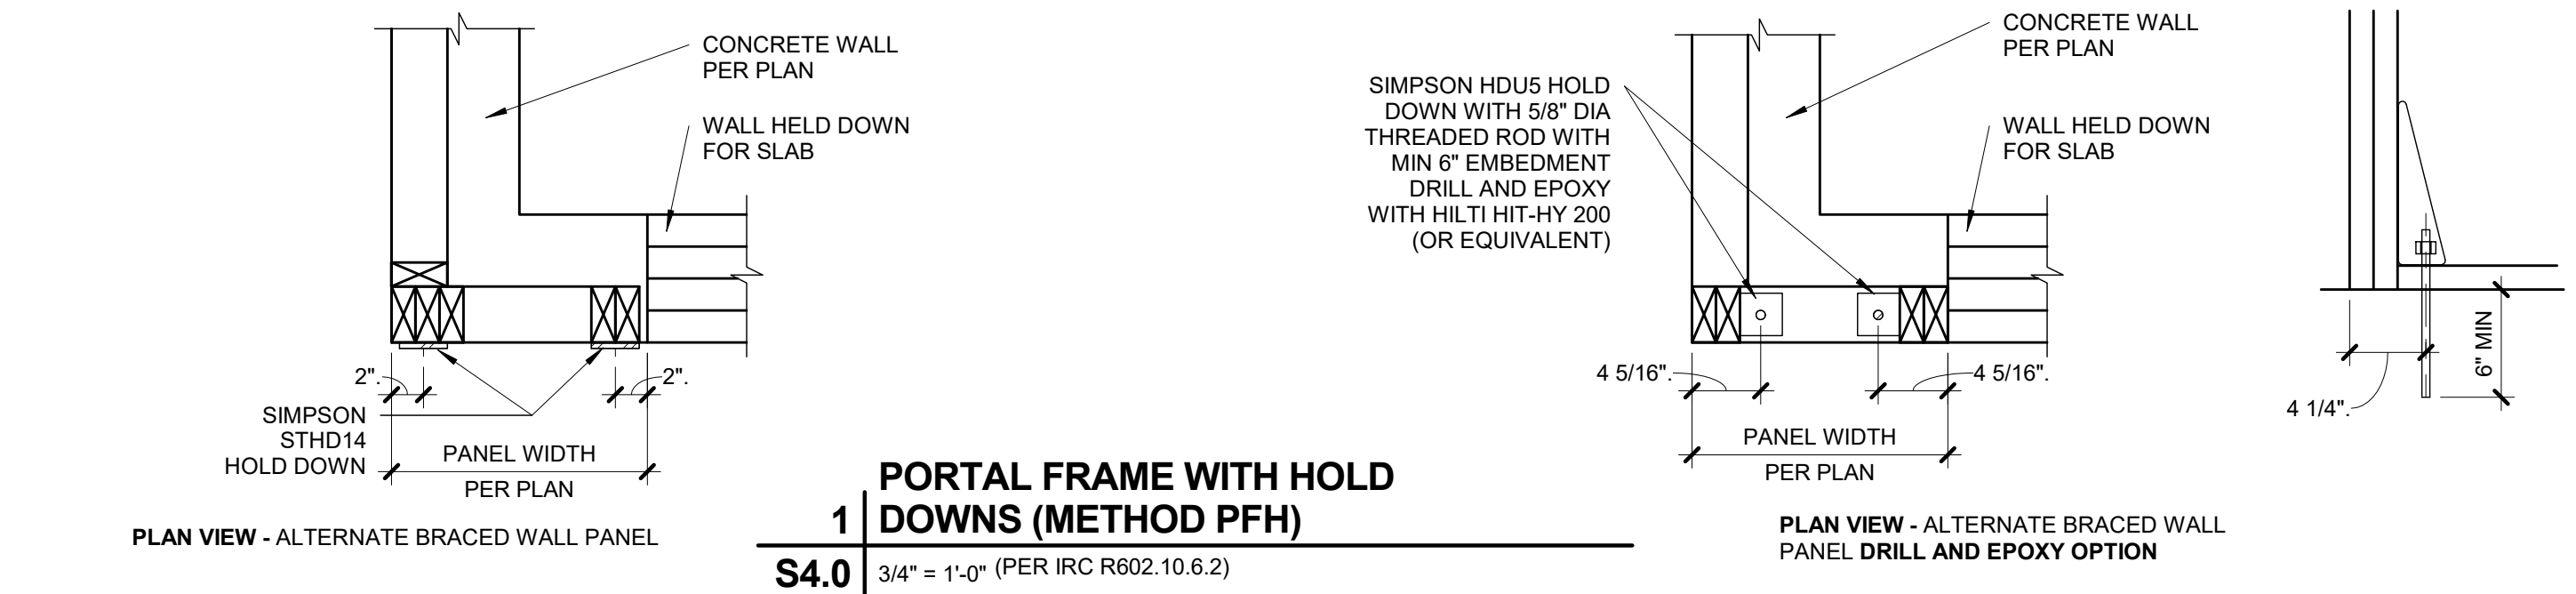 CONCRETE WALL
PER PLAN
WALL HELD DOWN
FOR SLAB
2".
2".
SIMPSON
STHD14
HOLD DOWN
PANEL WIDTH
PER PLAN
PLAN VIEW - ALTERNATE BRACED WALL PANEL
1
PORTAL FRAME WITH HOLD
DOWNS (METHOD PFH)
S4.0
3/4" = 1'-0" (PER IRC R602.10.6.2)
SIMPSON HDU5 HOLD
DOWN WITH 5/8" DIA
THREADED ROD WITH
MIN 6" EMBEDMENT
DRILL AND EPOXY
WITH HILTI HIT-HY 200
(OR EQUIVALENT)
CONCRETE WALL
PER PLAN
WALL HELD DOWN
FOR SLAB
4 5/16".
4 5/16".
PANEL WIDTH
PER PLAN
PLAN VIEW - ALTERNATE BRACED WALL
PANEL DRILL AND EPOXY OPTION
6" MIN
4 1/4".